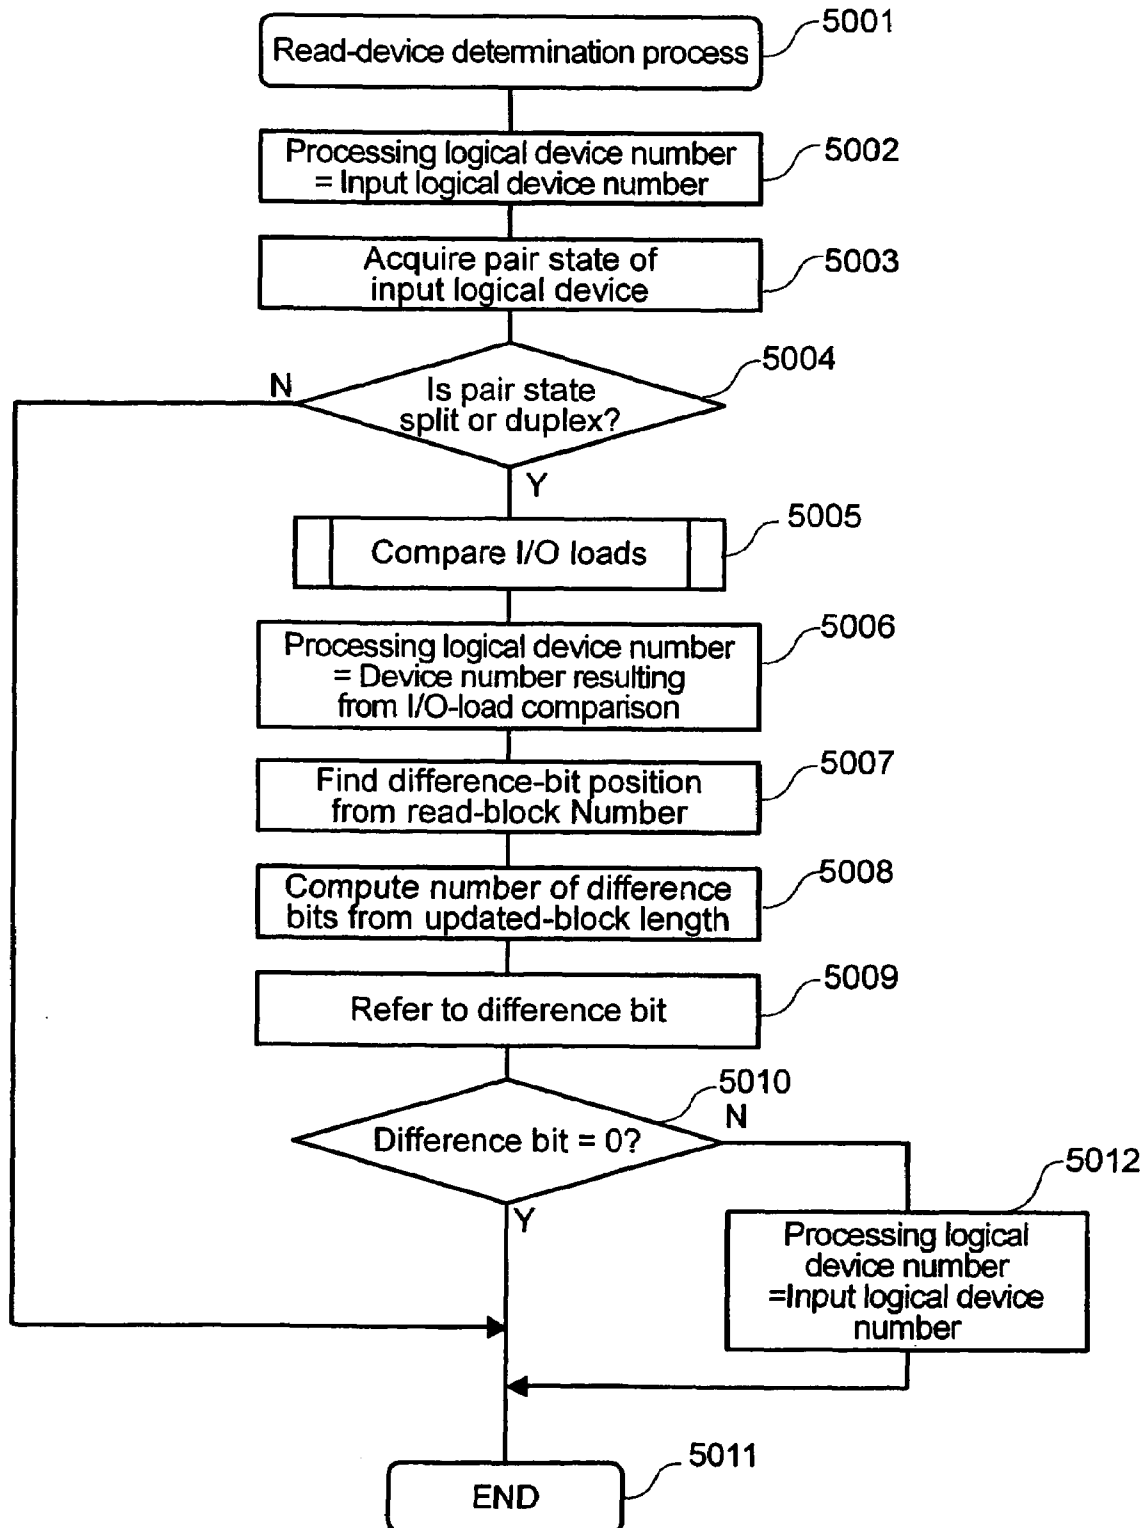 5001
Read-device determination process
5002
Processing logical device number
= Input logical device number
5003
Acquire pair state of
input logical device
5004
N
Is pair state
split or duplex?
Y
5005
Compare I/O loads
5006
Processing logical device number
= Device number resulting
from I/O-load comparison
5007
Find difference-bit position
from read-block Number
5008
Compute number of difference
bits from updated-block length
5009
Refer to difference bit
5010
N
Difference bit = 0?
5012
Y
Processing logical
device number
=Input logical device
number
5011
END